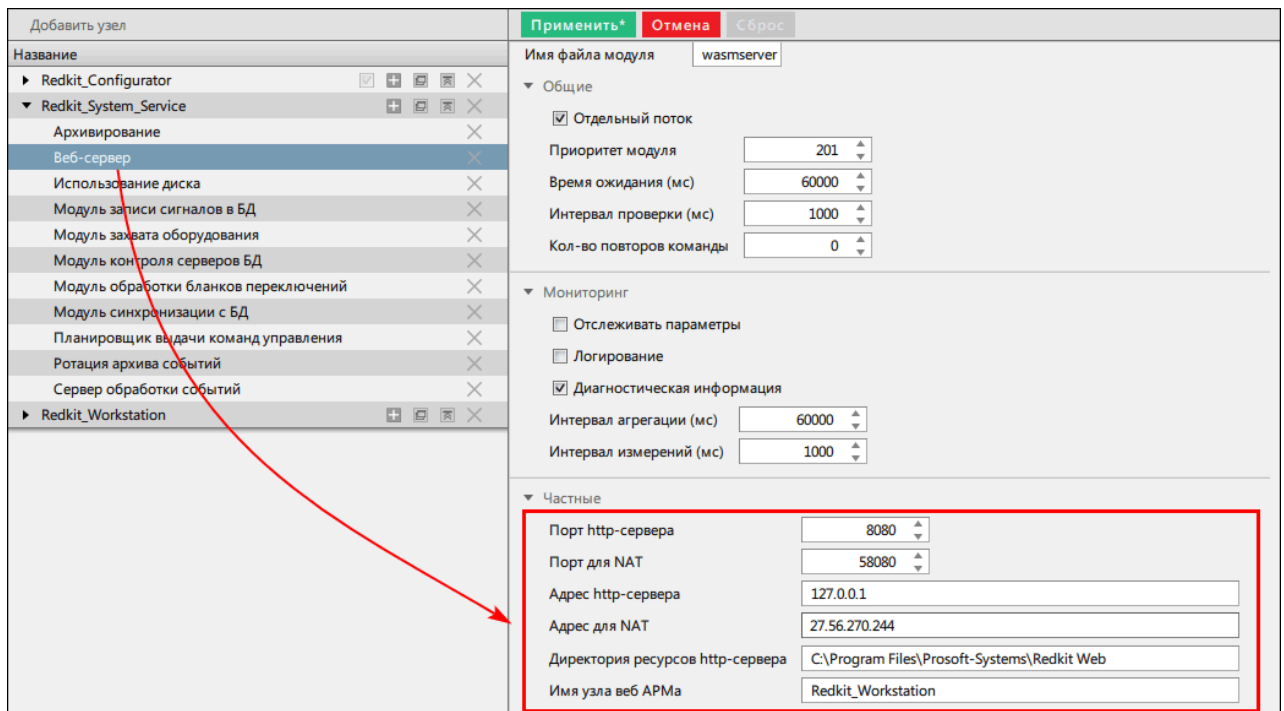 Добавить узел
Название
Redkit_Configurator
Redkit_System_Service
Архивирование
Веб-сервер
Использование диска
Модуль записи сигналов в БД
Модуль захвата оборудования
Модуль контроля серверов БД
Модуль обработки бланков переключений
Модуль синхронизации с БД
Планировщик выдачи команд управления
Ротация архива событий
Сервер обработки событий
Redkit_Workstation
Применить* Отмена Сброс
Имя файла модуля wasmserver
Общие
Отдельный поток
Приоритет модуля 201
Время ожидания (мс) 60000
Интервал проверки (мс) 1000
Кол-во повторов команды 0
Мониторинг
Отслеживать параметры
Логирование
Диагностическая информация
Интервал агрегации (мс) 60000
Интервал измерений (мс) 1000
Частные
Порт http-сервера 8080
Порт для NAT 58080
Адрес http-сервера 127.0.0.1
Адрес для NAT 27.56.270.244
Директория ресурсов http-сервера C:\Program Files\Prosoft-Systems\Redkit Web
Имя узла веб АРМа Redkit_Workstation